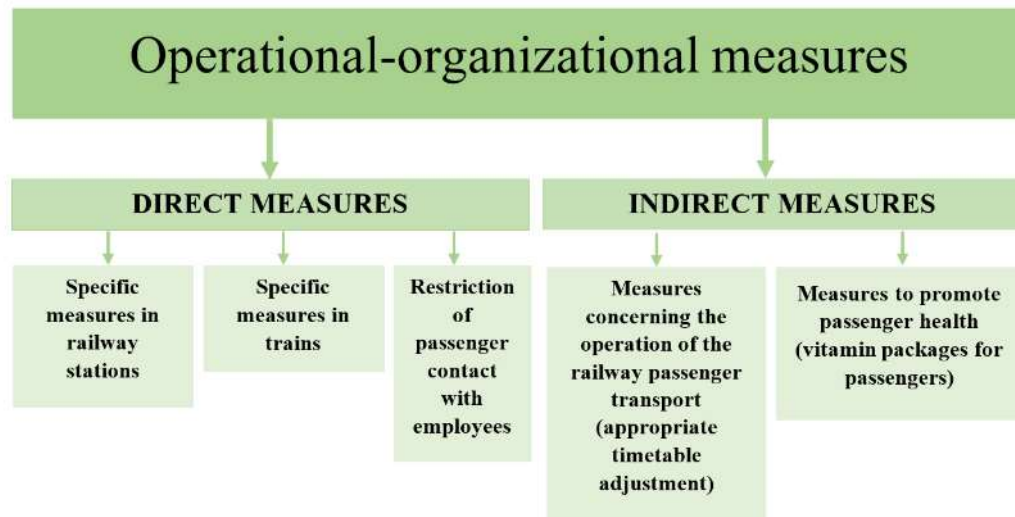 Operational-organizational measures
DIRECT MEASURES
INDIRECT MEASURES
Specific
measures in
railway
stations
Specific
measures in
trains
Restriction
of
passenger
contact
with
employees
Measures
concerning the
operation of the
railway passenger
transport
(appropriate
timetable
adjustment)
Measures to promote
passenger health
(vitamin packages for
passengers)